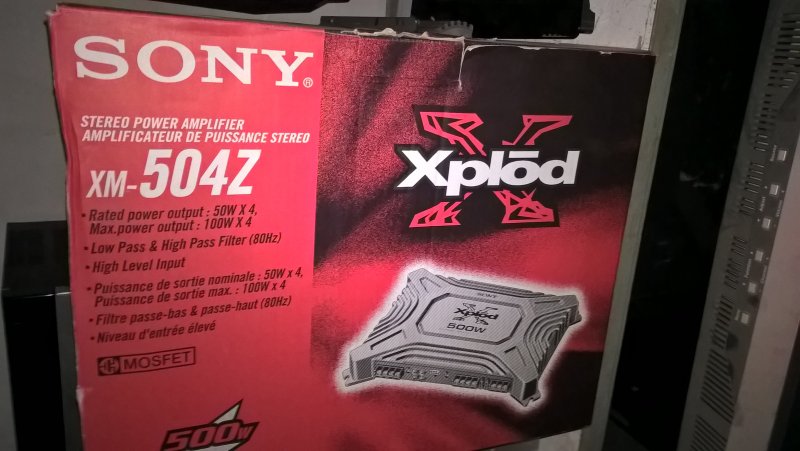 SONY®
STEREO POWER AMPLIFIER
AMPLIFICATEUR DE PUISSANCE STEREO
XM-504Z
• Rated power output : 50W X 4,
Max.power output : 100W X 4
• Low Pass & High Pass Filter (80Hz)
• High Level Input
• Puissance de sortie nominale : 50W x 4,
Puissance de sortie max. : 100W x 4
• Filtre passe-bas & passe-haut (80Hz)
• Niveau d'entrée élevé
MOSFET
500w
Xplōd
SONY
Xplōd
500W